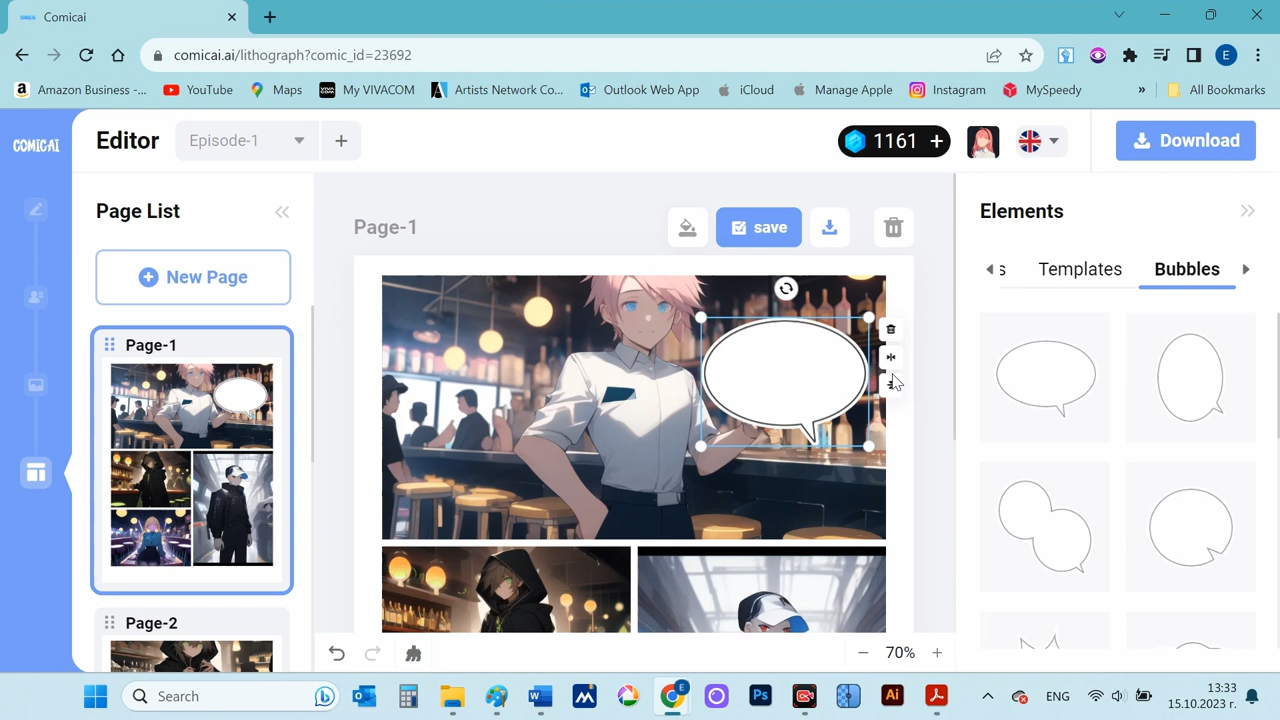 Comicai
comicai.ai/lithograph?comic_id=23692
E
Amazon Business -...
YouTube
Maps
My VIVACOM
Artists Network Co...
Outlook Web App
iCloud
Manage Apple
Instagram
MySpeedy
»
All Bookmarks
COMICAI
Editor
Episode-1
1161
Download
Page List
Page-1
save
Elements
New Page
s
Templates
Bubbles
Page-1
Page-2
70%
Search
E
Ps
Ai
ENG
13:33
15.10.2023 г.